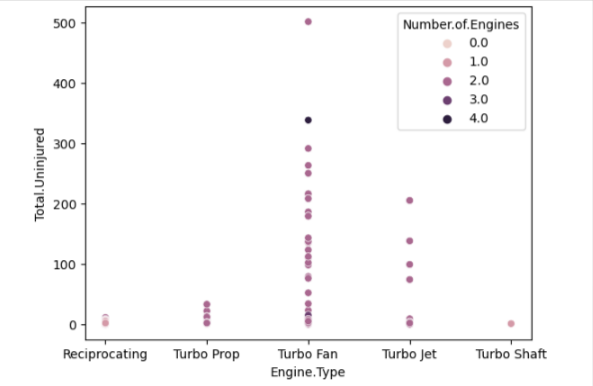 500
400
300
200
100
0
Total.Uninjured
Number.of.Engines
0.0
1.0
2.0
3.0
4.0
Reciprocating Turbo Prop Turbo Fan Turbo Jet Turbo Shaft
Engine.Type